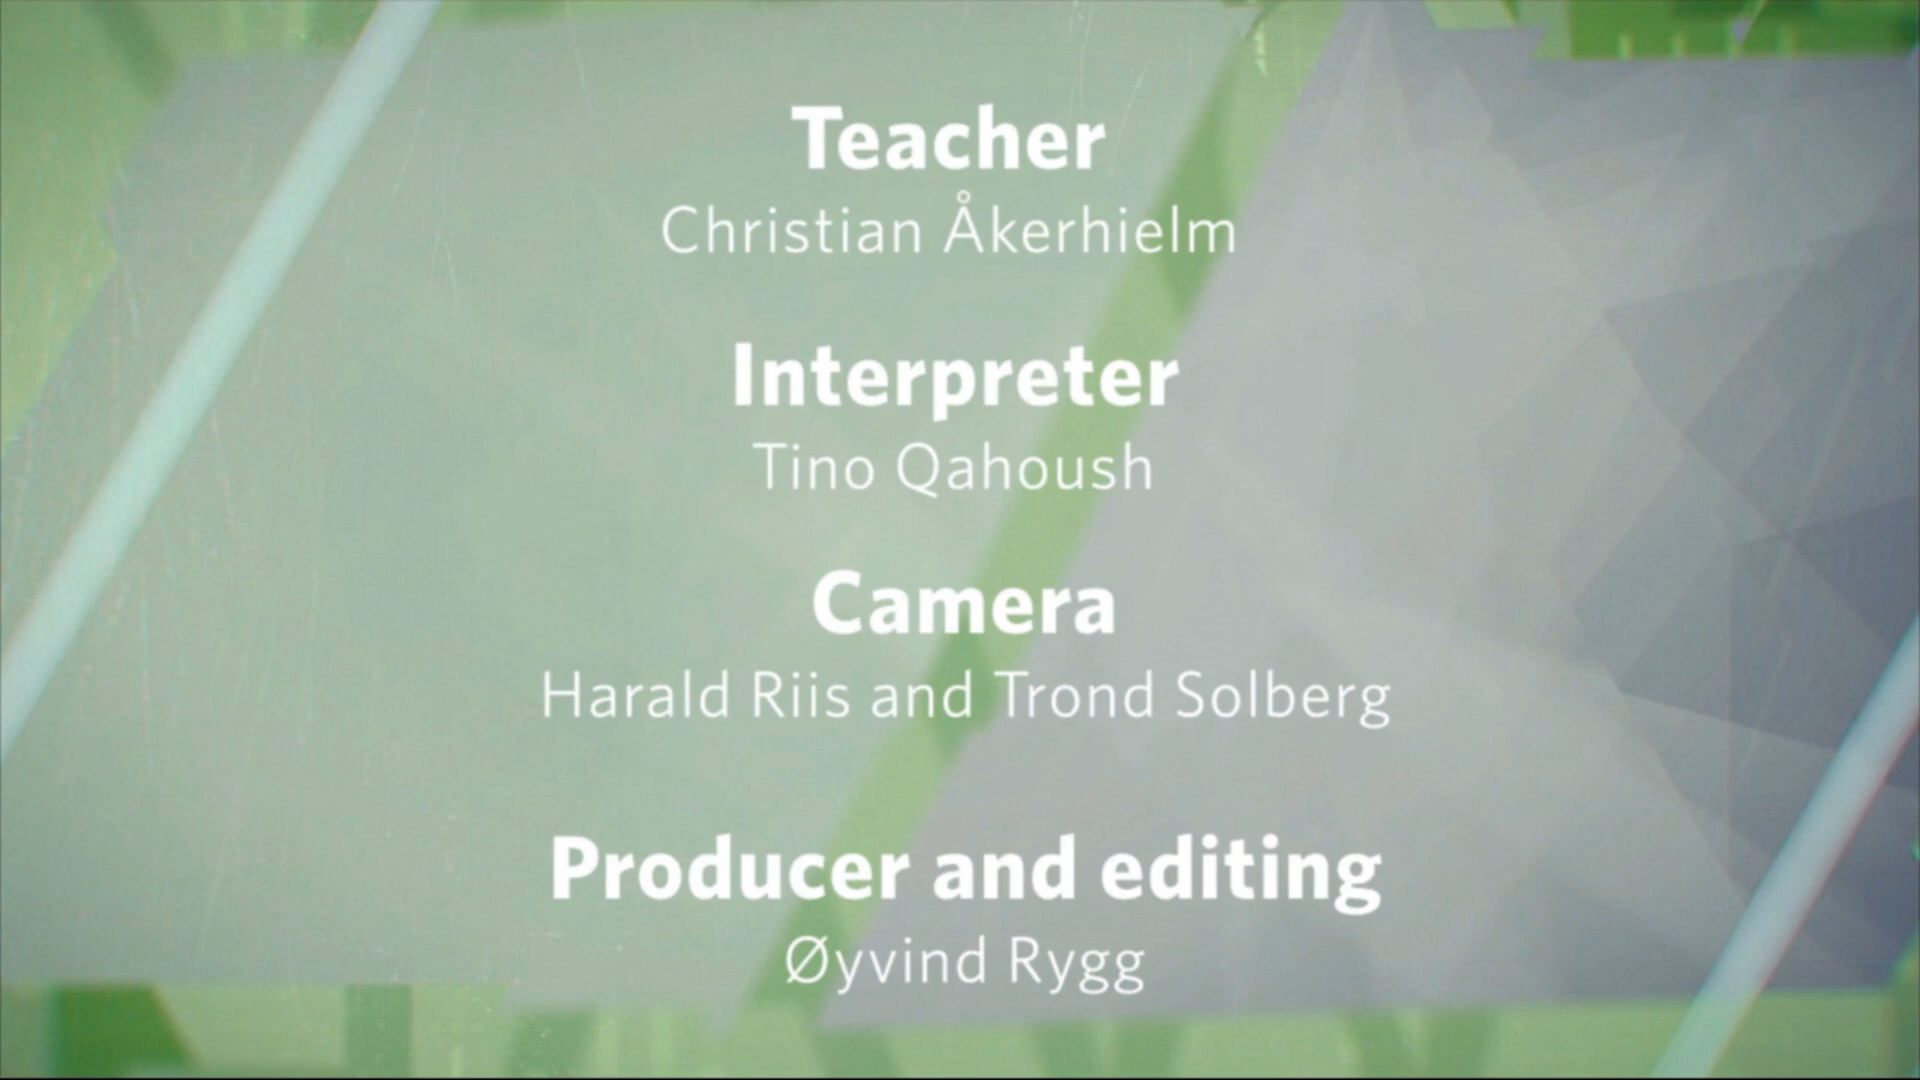 Teacher
Christian Åkerhielm
Interpreter
Tino Qahoush
Camera
Harald Riis and Trond Solberg
Producer and editing
Øyvind Rygg